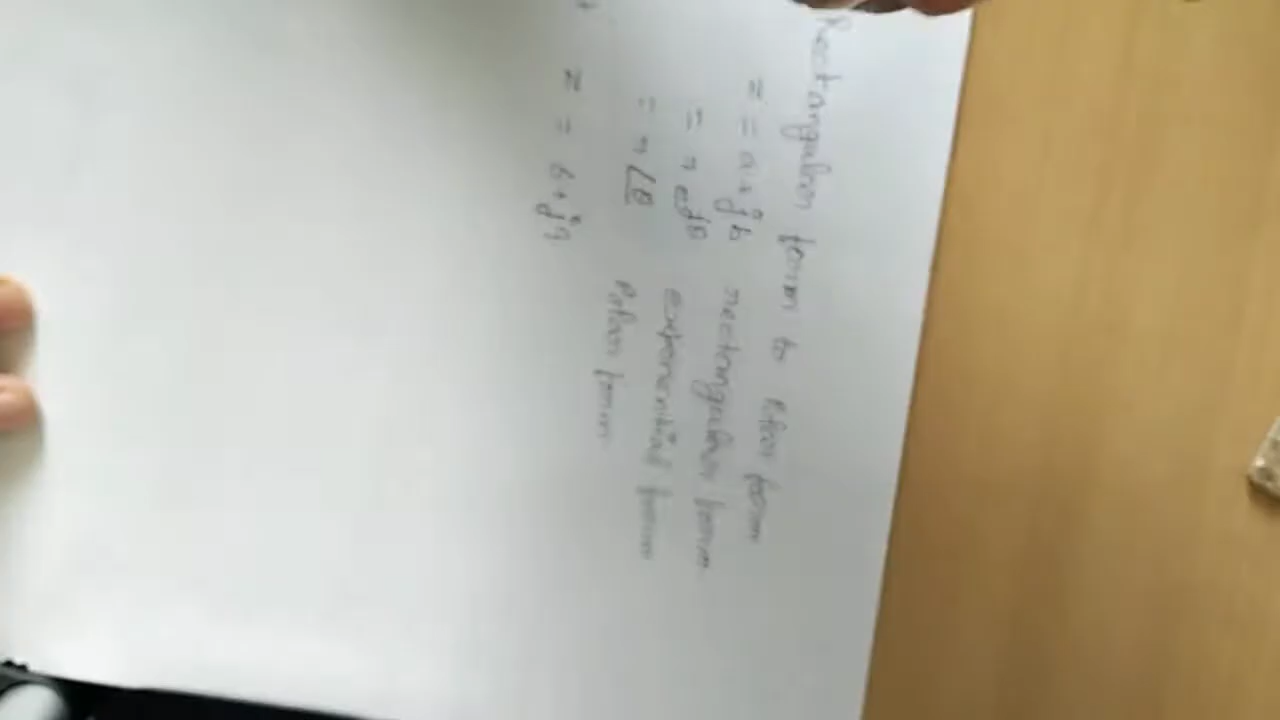 Rectangular form to Polar form
z = a + jb rectangular form
= r e^jθ exponential form
= r ∠θ Polar form
z = 6 + j9